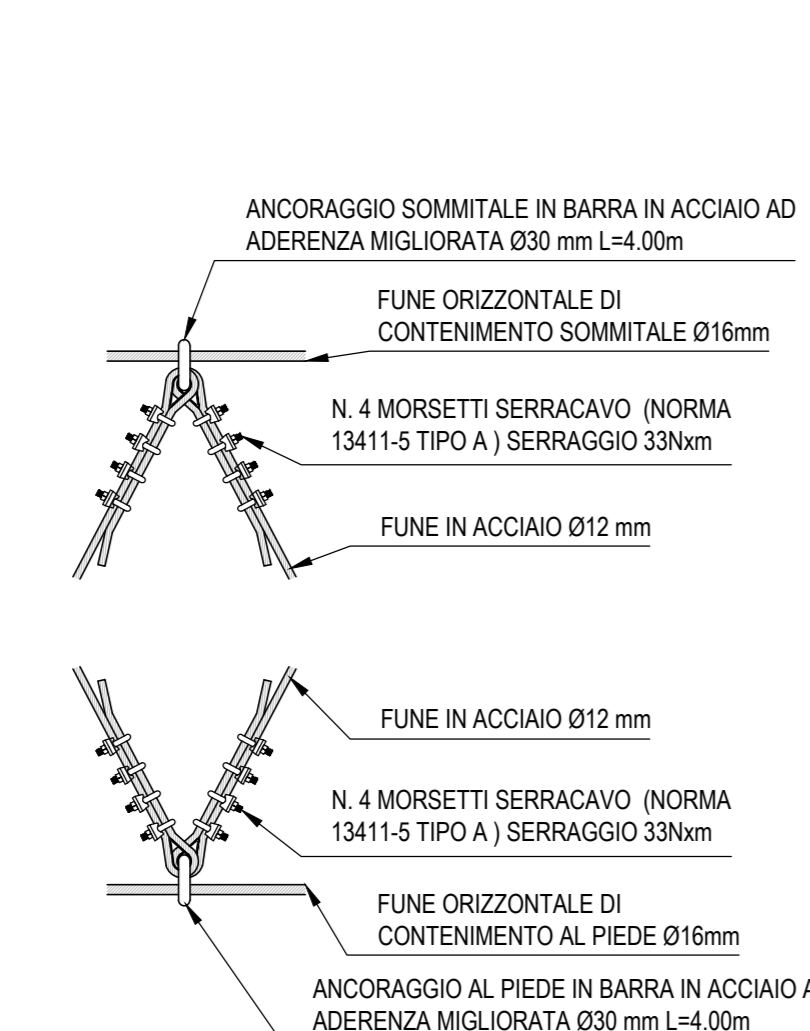 ANCORAGGIO SOMMITALE IN BARRA IN ACCIAIO AD
ADERENZA MIGLIORATA Ø30 mm L=4.00m
FUNE ORIZZONTALE DI
CONTENIMENTO SOMMITALE Ø16mm
N. 4 MORSETTI SERRACAVO (NORMA
13411-5 TIPO A ) SERRAGGIO 33Nxm
FUNE IN ACCIAIO Ø12 mm
FUNE IN ACCIAIO Ø12 mm
N. 4 MORSETTI SERRACAVO (NORMA
13411-5 TIPO A ) SERRAGGIO 33Nxm
FUNE ORIZZONTALE DI
CONTENIMENTO AL PIEDE Ø16mm
ANCORAGGIO AL PIEDE IN BARRA IN ACCIAIO
ADERENZA MIGLIORATA Ø30 mm L=4.00m